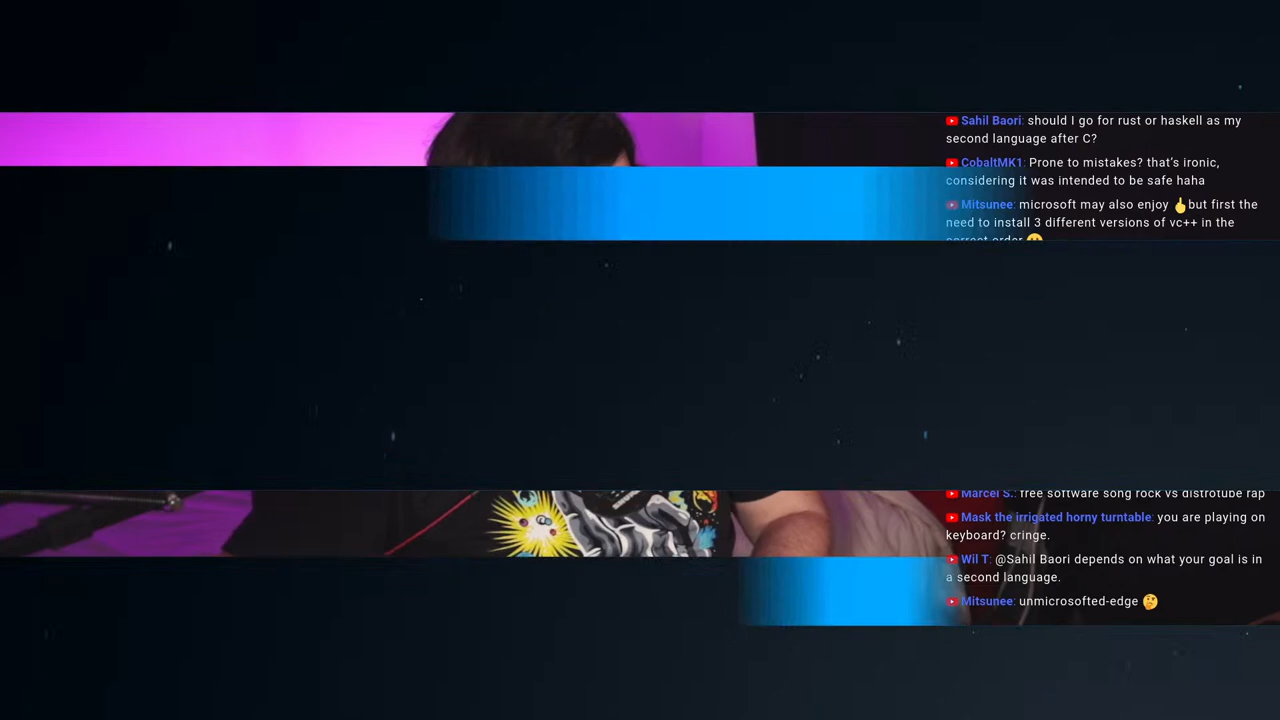 Sahil Baori: should I go for rust or haskell as my
second language after C?
CobaltMK1: Prone to mistakes? that's ironic,
considering it was intended to be safe haha
Mitsunee: microsoft may also enjoy 👆but first the
need to install 3 different versions of vc++ in the
correct order
Marcel S.: free software song rock vs distrotube rap
Mask the irrigated horny turntable: you are playing on
keyboard? cringe.
Wil T: @Sahil Baori depends on what your goal is in
a second language.
Mitsunee: unmicrosofted-edge 🤔